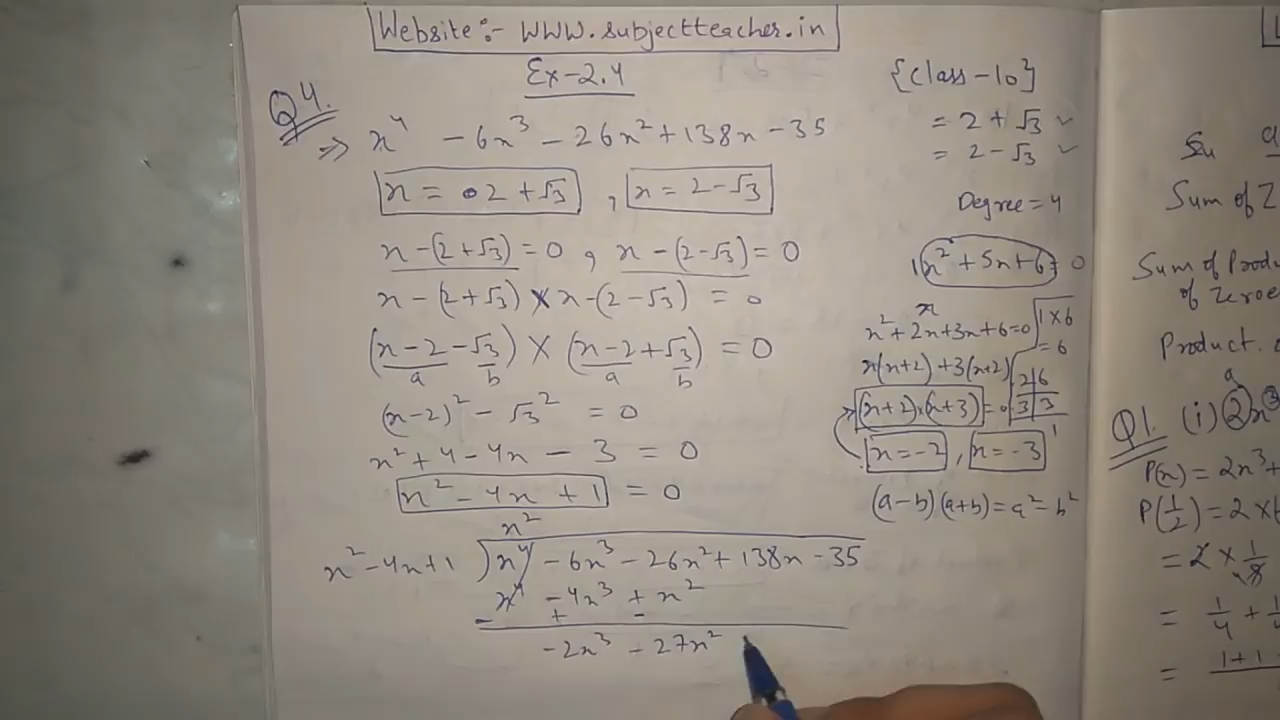 Website:- WWW.subjectteacher.in
Ex-2.4
{Class-10}
Q4.
⇒ x⁴ - 6x³ - 26x² + 138x - 35
= 2 + √3 ✓
= 2 - √3 ✓
x = 2 + √3 , x = 2 - √3
Degree = 4
x - (2 + √3) = 0 , x - (2 - √3) = 0
x² + 5x + 6 = 0
x - (2 + √3) × x - (2 - √3) = 0
x² + 2x + 3x + 6 = 0
1 × 6
= 6
(x - 2 - √3) × (x - 2 + √3) = 0
a b a b
x(x+2) + 3(x+2)
2 6
3 3
1
(x+2)·(x+3) = 0
(x-2)² - √3² = 0
x = -2 , x = -3
x² + 4 - 4x - 3 = 0
x² - 4x + 1 = 0
(a-b)(a+b) = a² - b²
x²
x² - 4x + 1 ) x⁴ - 6x³ - 26x² + 138x - 35
x⁴ - 4x³ + x²
- + -
-2x³ - 27x²
Sum of
Sum of Produ
of Zeroe
Product.
a
Q1. (i) 2x³
P(x) = 2x³ +
P(1/2) = 2 ×
= 2 × 1/8
= 1/4 +
= 1+1